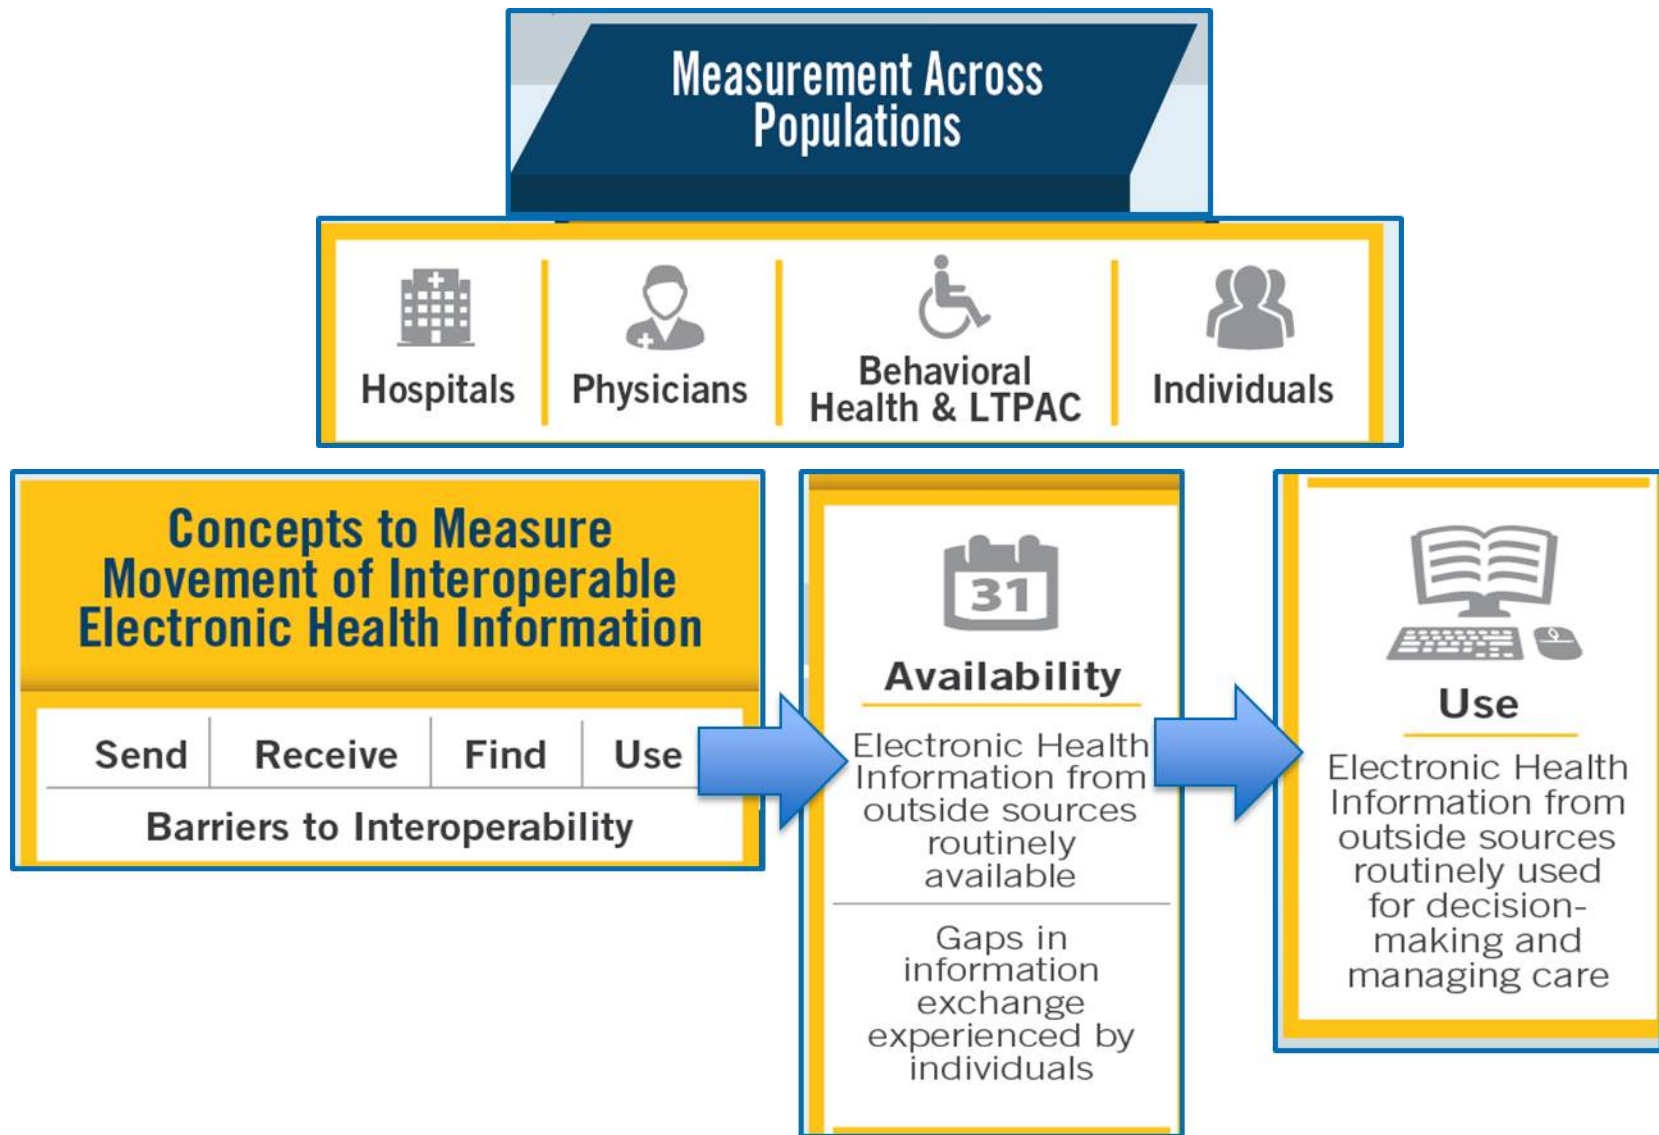 Measurement Across
Populations
Hospitals
Physicians
Behavioral
Health & LTPAC
Individuals
Concepts to Measure
Movement of Interoperable
Electronic Health Information
Send Receive Find Use
Barriers to Interoperability
31
Availability
Electronic Health
Information from
outside sources
routinely
available
Gaps in
information
exchange
experienced by
individuals
Use
Electronic Health
Information from
outside sources
routinely used
for decision-
making and
managing care